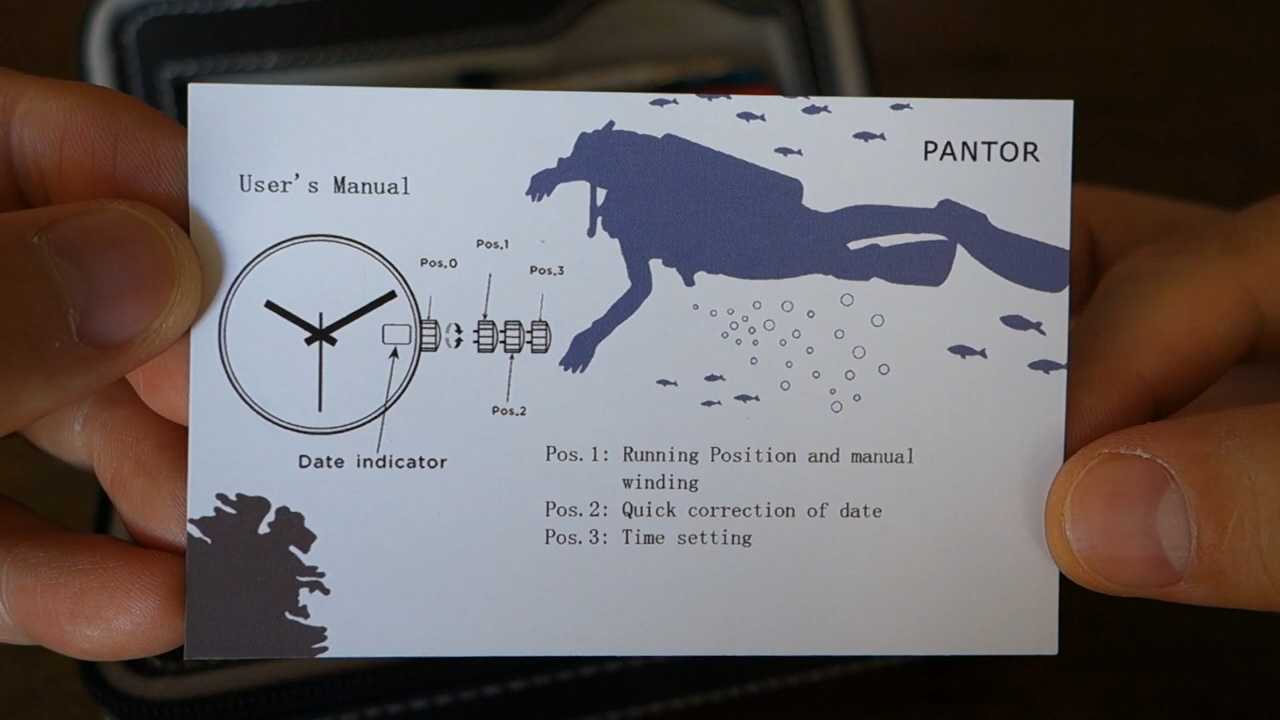 PANTOR
User's Manual
Pos.0
Pos.1
Pos.3
Pos.2
Date indicator
Pos.1: Running Position and manual
winding
Pos.2: Quick correction of date
Pos.3: Time setting